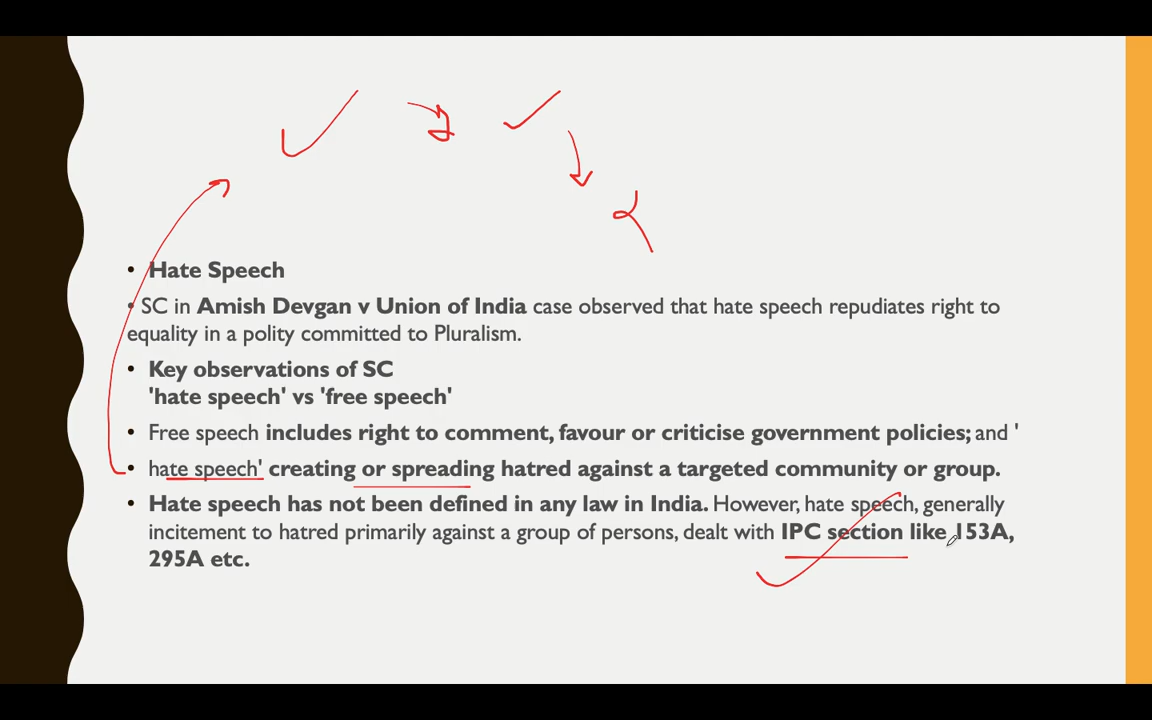 • Hate Speech
• SC in Amish Devgan v Union of India case observed that hate speech repudiates right to
equality in a polity committed to Pluralism.
• Key observations of SC
'hate speech' vs 'free speech'
• Free speech includes right to comment, favour or criticise government policies; and '
• hate speech' creating or spreading hatred against a targeted community or group.
• Hate speech has not been defined in any law in India. However, hate speech, generally
incitement to hatred primarily against a group of persons, dealt with IPC section like 153A,
295A etc.